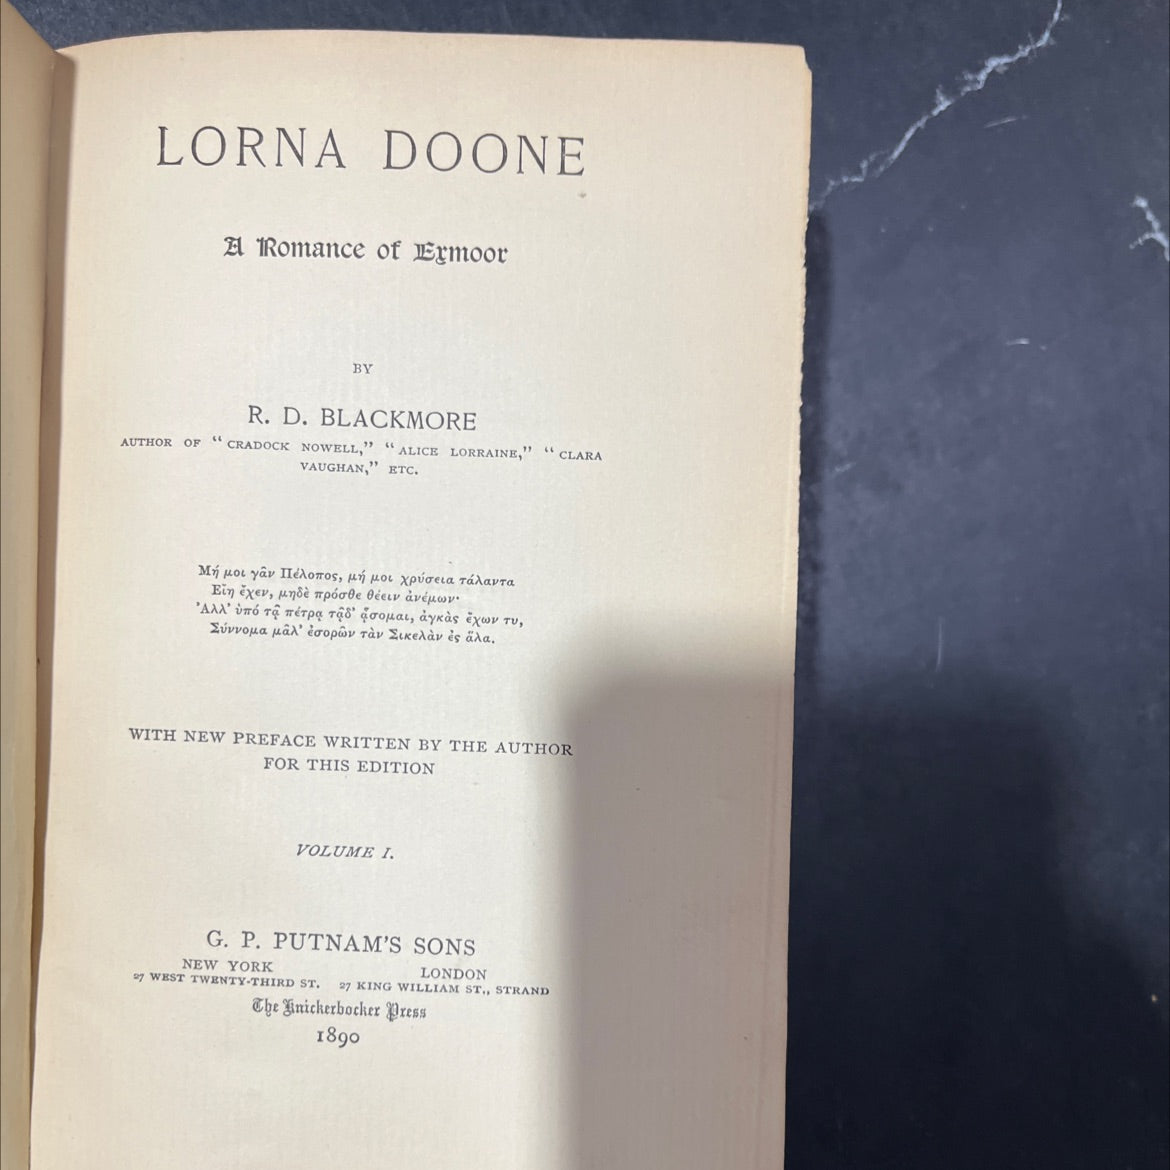 LORNA DOONE
A Romance of Exmoor
BY
R. D. BLACKMORE
AUTHOR OF “CRADOCK NOWELL,” “ALICE LORRAINE,” “CLARA
VAUGHAN,” ETC.
Μή μοι γᾶν Πέλοπος, μή μοι χρύσεια τάλαντα
Εἴη ἔχεν, μηδὲ πρόσθε θέειν ἀνέμων·
Ἀλλ’ ὑπό τᾷ πέτρᾳ τᾷδ’ ᾄσομαι, ἀγκὰς ἔχων τυ,
Σύννομα μᾶλ’ ἐσορῶν τὰν Σικελὰν ἐς ἅλα.
WITH NEW PREFACE WRITTEN BY THE AUTHOR
FOR THIS EDITION
VOLUME I.
G. P. PUTNAM’S SONS
NEW YORK LONDON
27 WEST TWENTY-THIRD ST. 27 KING WILLIAM ST., STRAND
The Knickerbocker Press
1890